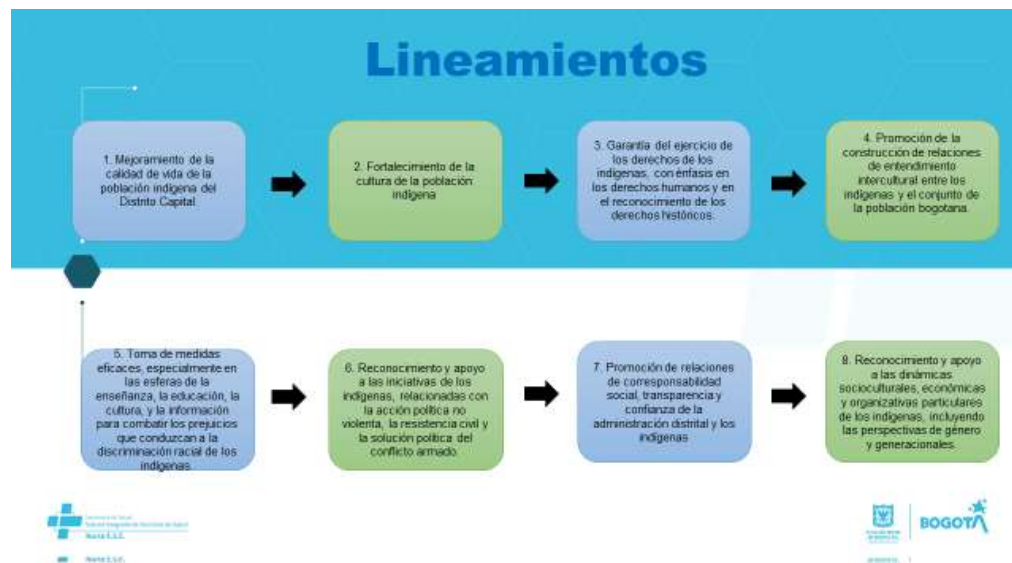 Lineamientos
1. Mejoramiento de la
calidad de vida de la
población indígena del
Distrito Capital
2. Fortalecimiento de la
cultura de la población
indígena
3. Garantía del ejercicio de
los derechos de los
indígenas, con énfasis en
los derechos humanos y en
el reconocimiento de los
derechos históricos.
4. Promoción de la
construcción de relaciones
de entendimiento
intercultural entre los
indígenas y el conjunto de
la población bogotana.
5. Toma de medidas
eficaces, especialmente en
las esferas de la
enseñanza, la educación, la
cultura, y la información
para combatir los prejuicios
que conduzcan a la
discriminación racial de los
indígenas.
6. Reconocimiento y apoyo
a las iniciativas de los
indígenas, relacionadas con
la acción política no
violenta, la resistencia civil y
la solución política del
conflicto armado.
7. Promoción de relaciones
de corresponsabilidad
social, transparencia y
confianza de la
administración distrital y los
indígenas
8. Reconocimiento y apoyo
a las dinámicas
socioculturales, económicas
y organizativas particulares
de los indígenas, incluyendo
las perspectivas de género
y generacionales.
Subred Integrada de Servicios de Salud
Norte E.S.E.
BOGOTÁ
Norte E.S.E.